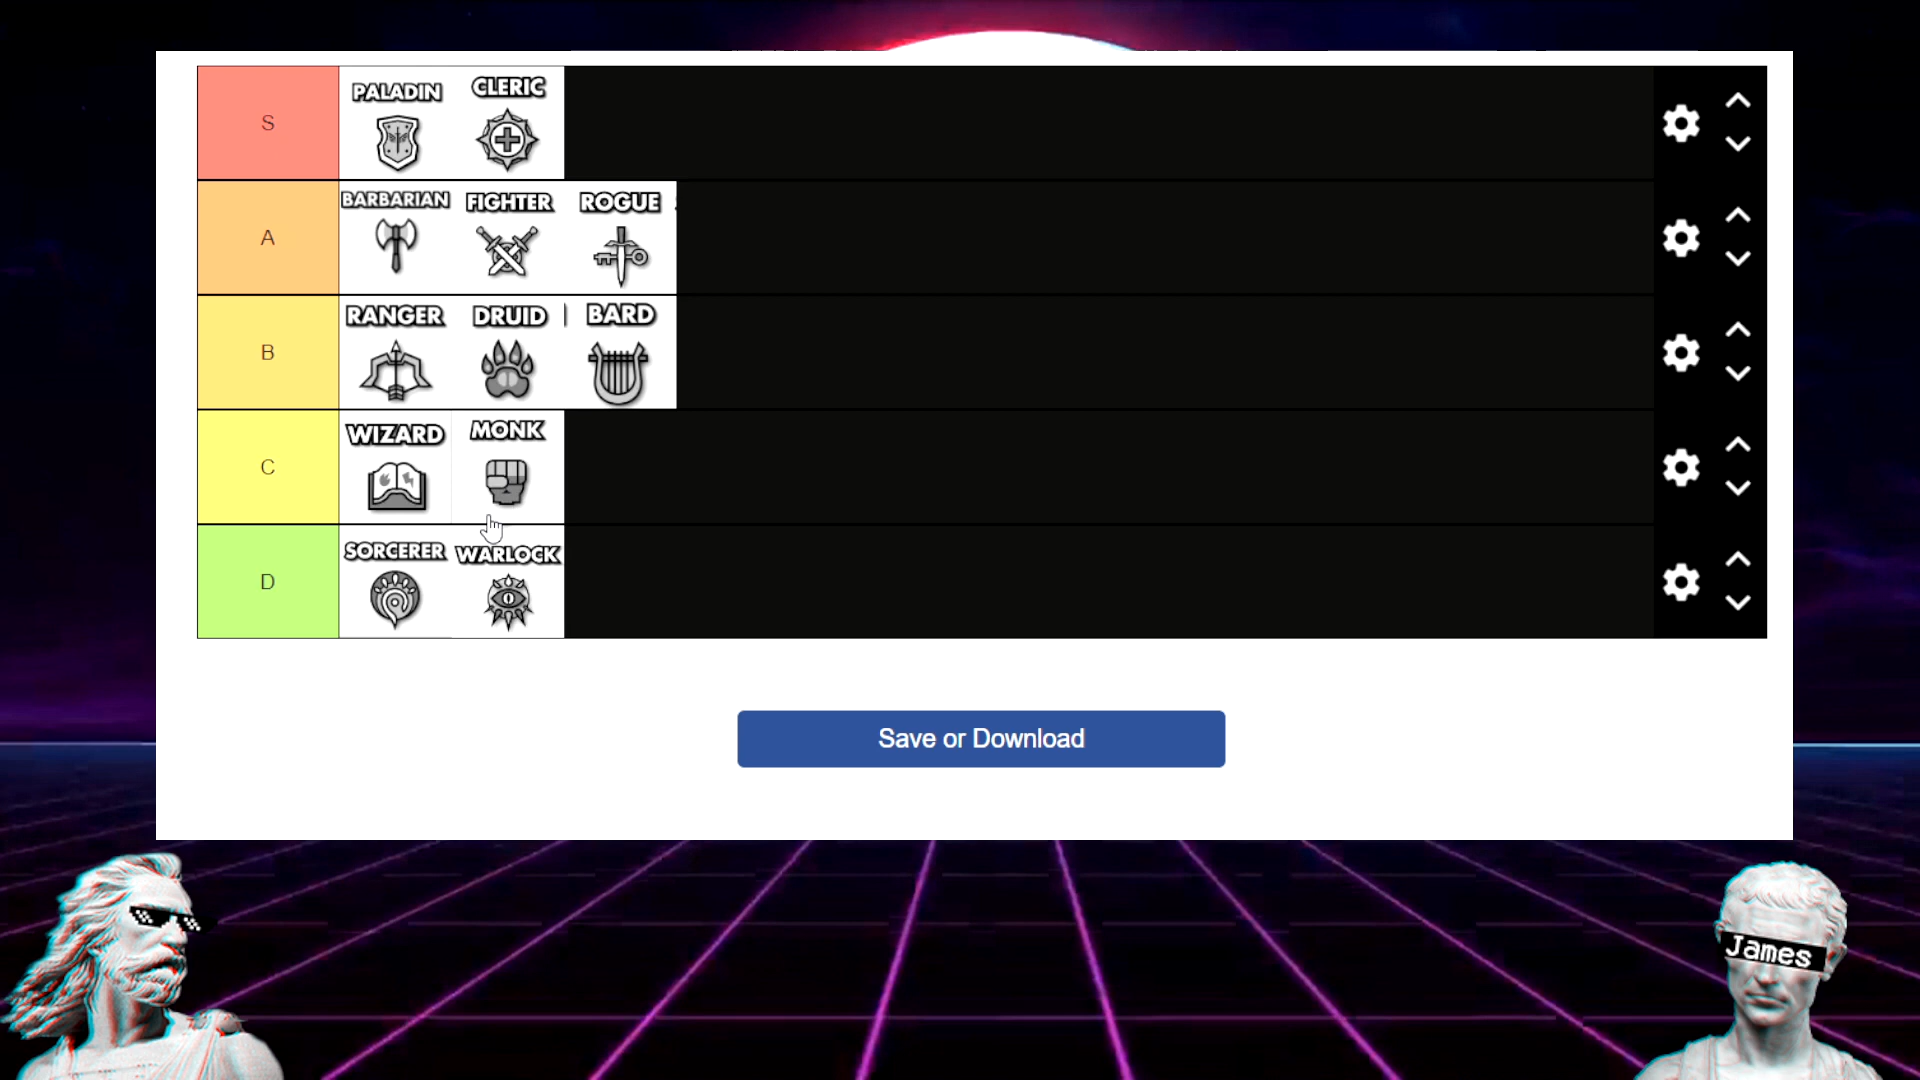 S
PALADIN
CLERIC
A
BARBARIAN
FIGHTER
ROGUE
B
RANGER
DRUID
BARD
C
WIZARD
MONK
D
SORCERER
WARLOCK
Save or Download
James